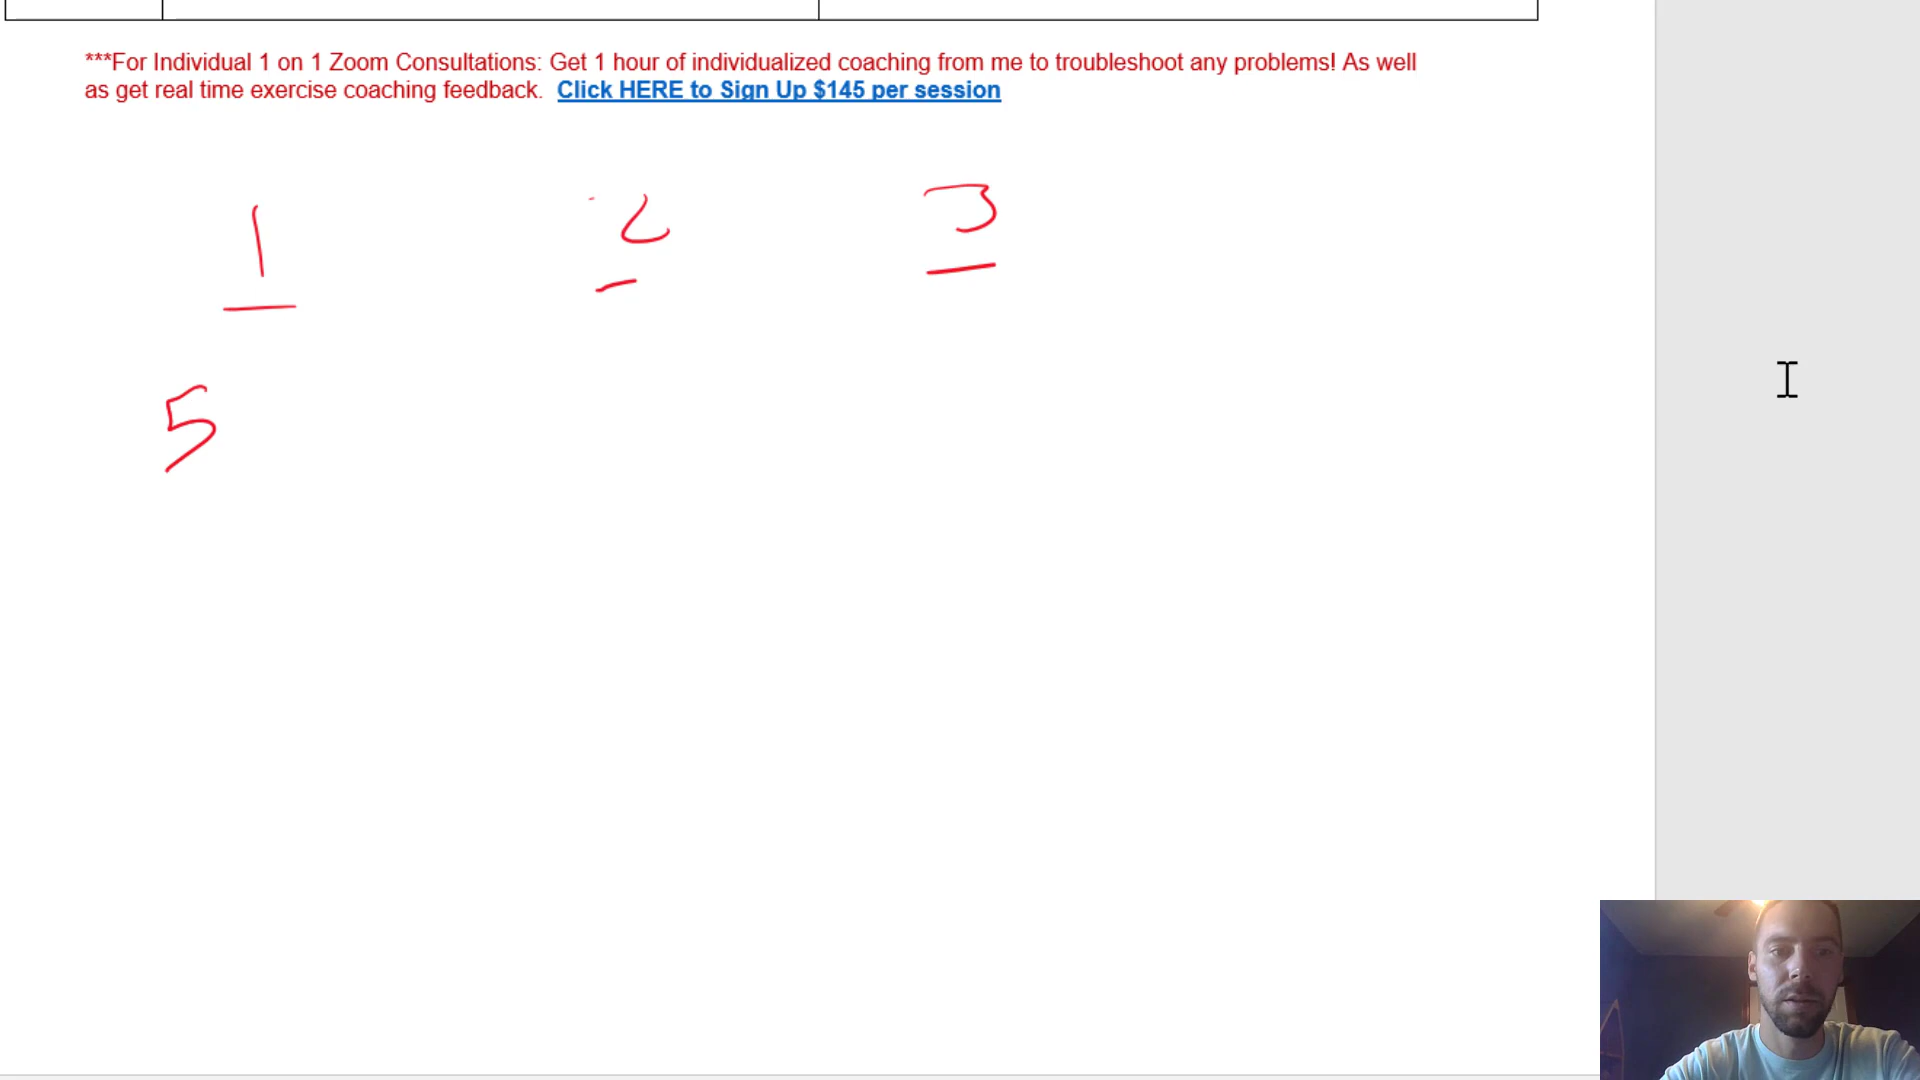 ***For Individual 1 on 1 Zoom Consultations: Get 1 hour of individualized coaching from me to troubleshoot any problems! As well
as get real time exercise coaching feedback. Click HERE to Sign Up $145 per session
1 2 3
5